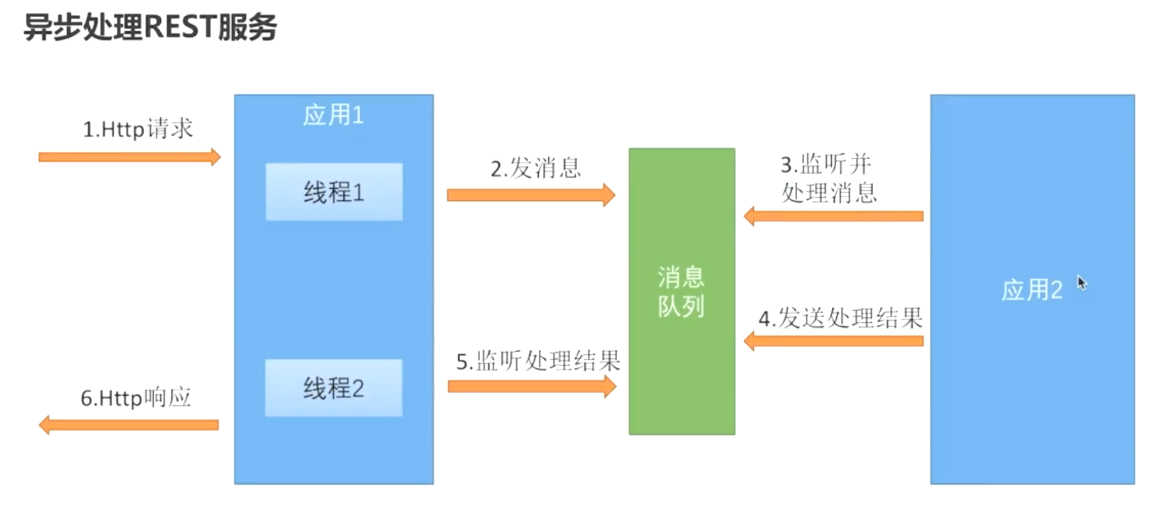 异步处理REST服务
1.Http请求
应用1
线程1
2.发消息
3.监听并
处理消息
消息
队列
应用2
4.发送处理结果
5.监听处理结果
线程2
6.Http响应